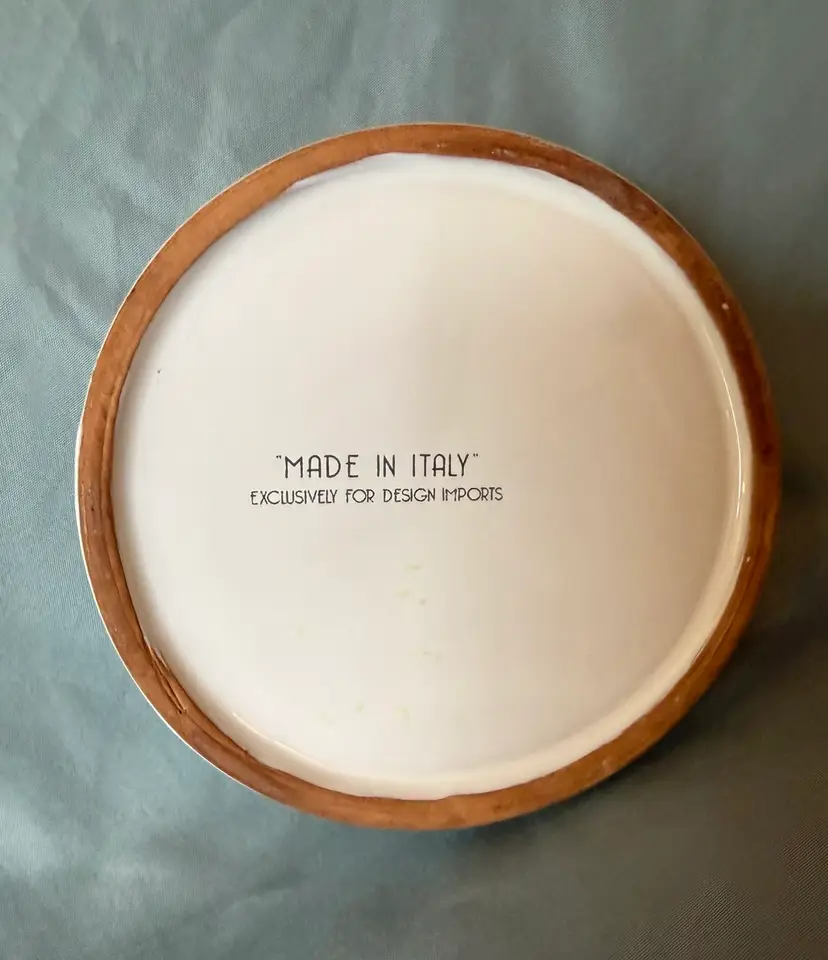 "MADE IN ITALY"
EXCLUSIVELY FOR DESIGN IMPORTS